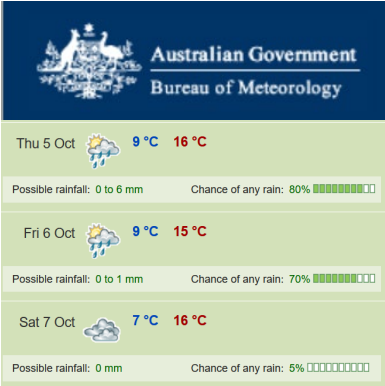 Australian Government
Bureau of Meteorology
Thu 5 Oct 9 °C 16 °C
Possible rainfall: 0 to 6 mm Chance of any rain: 80%
Fri 6 Oct 9 °C 15 °C
Possible rainfall: 0 to 1 mm Chance of any rain: 70%
Sat 7 Oct 7 °C 16 °C
Possible rainfall: 0 mm Chance of any rain: 5%